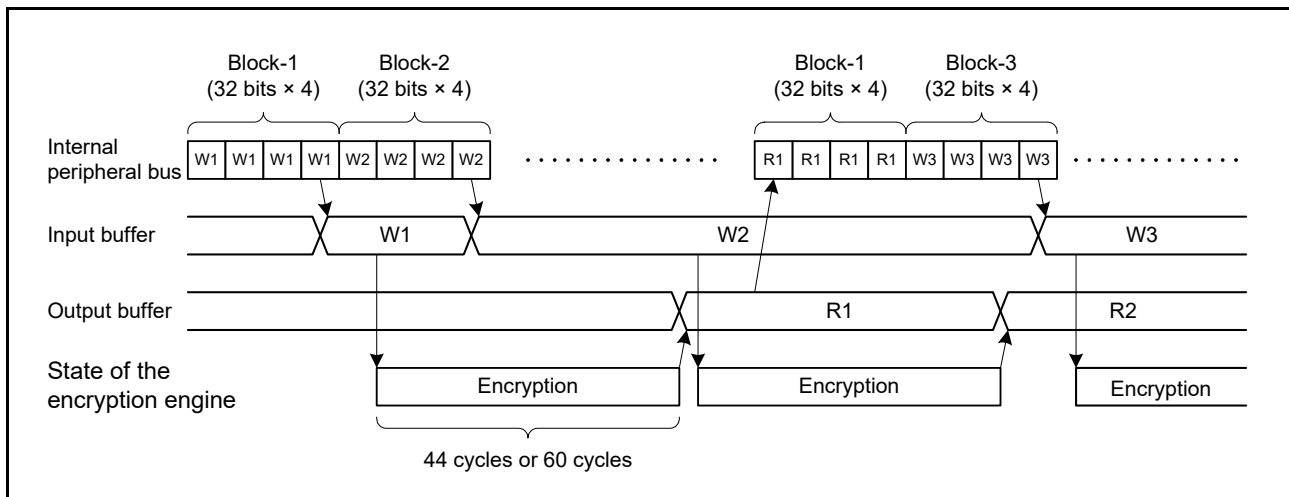 Block-1
(32 bits × 4)
Block-2
(32 bits × 4)
Block-1
(32 bits × 4)
Block-3
(32 bits × 4)
Internal
peripheral bus
W1 W1 W1 W1 W2 W2 W2 W2
R1 R1 R1 R1 W3 W3 W3 W3
Input buffer
W1
W2
W3
Output buffer
R1
R2
State of the
encryption engine
Encryption
Encryption
Encryption
44 cycles or 60 cycles